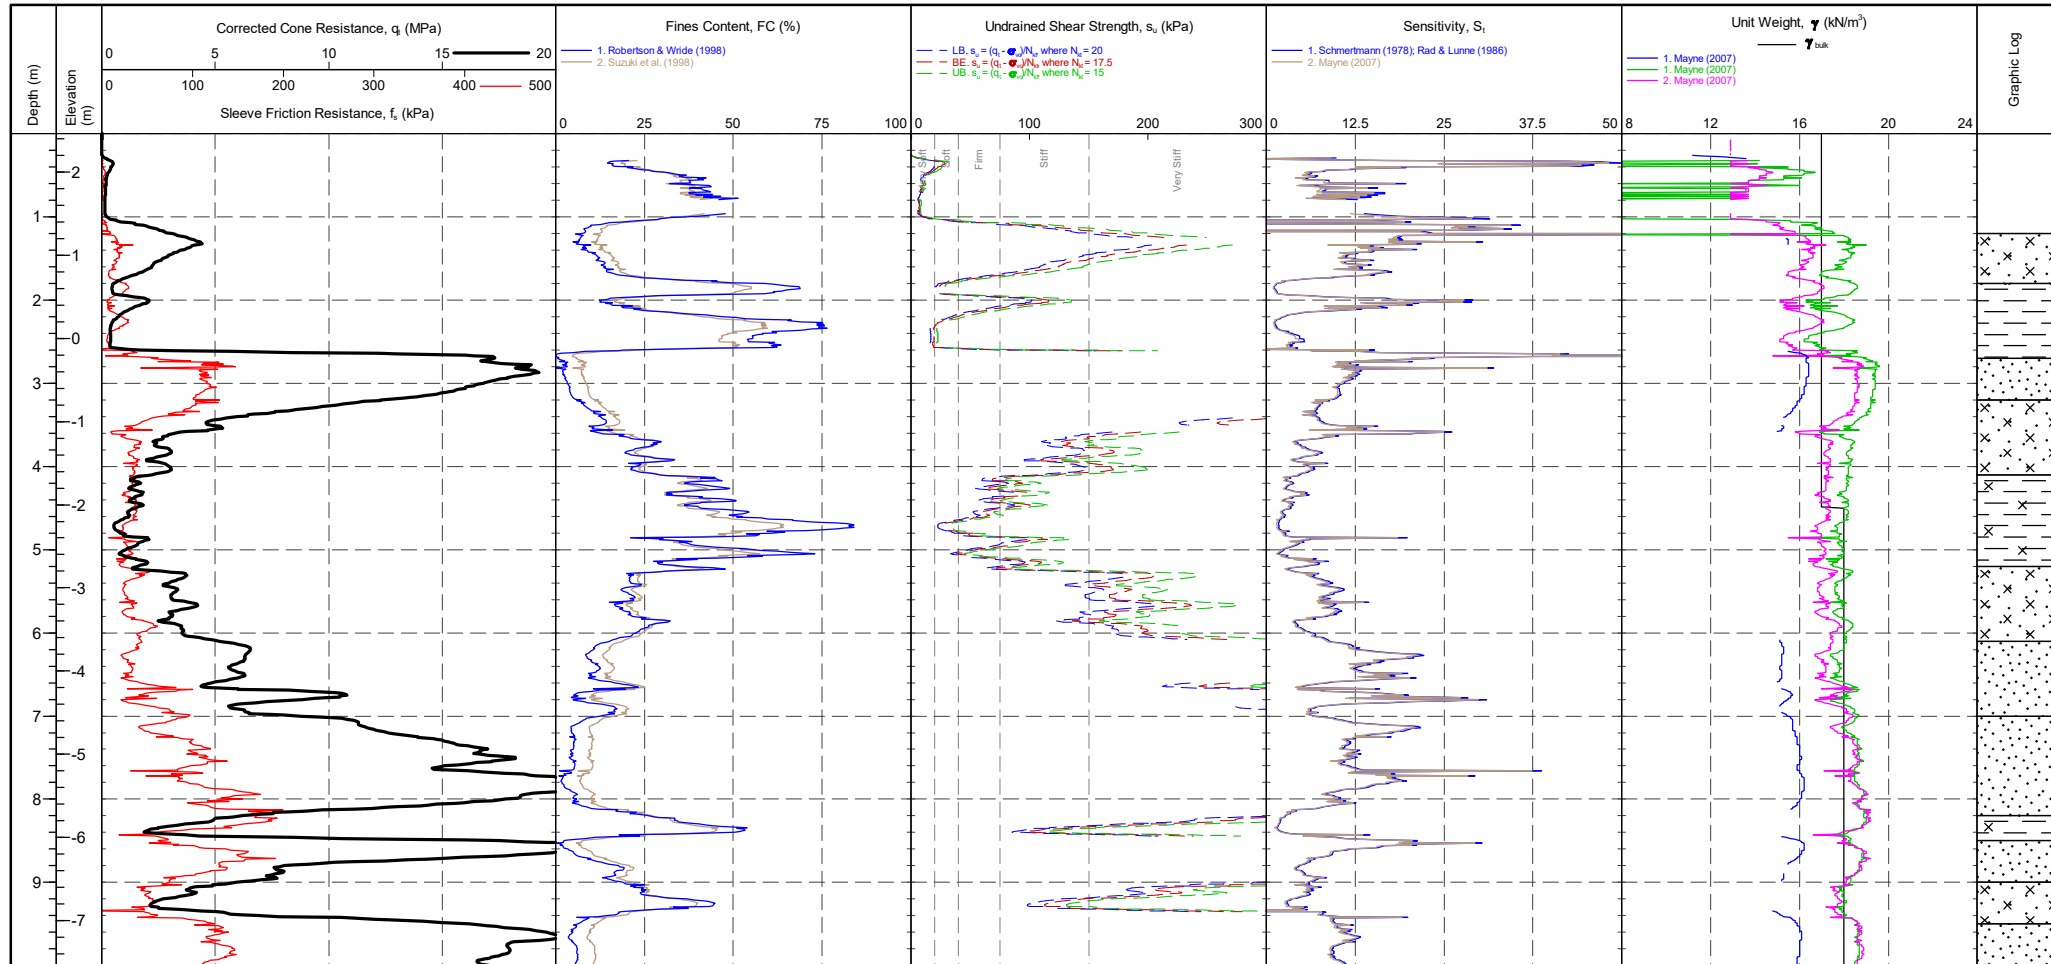 Depth (m)
Elevation (m)
Corrected Cone Resistance, qt (MPa)
0 5 10 15 20
0 100 200 300 400 500
Sleeve Friction Resistance, fs (kPa)
Fines Content, FC (%)
1. Robertson & Wride (1998)
2. Suzuki et al. (1998)
0 25 50 75 100
Undrained Shear Strength, su (kPa)
LB. su = (qt - σvo)/Nkt where Nkt = 20
BE. su = (qt - σvo)/Nkt where Nkt = 17.5
UB. su = (qt - σvo)/Nkt where Nkt = 15
0 100 200 300
Very Soft
Soft
Firm
Stiff
Very Stiff
Sensitivity, St
1. Schmertmann (1978); Rad & Lunne (1986)
2. Mayne (2007)
0 12.5 25 37.5 50
Unit Weight, γ (kN/m³)
γbulk
1. Mayne (2007)
1. Mayne (2007)
2. Mayne (2007)
8 12 16 20 24
Graphic Log
2
1
1
2
0
3
-1
4
-2
5
-3
6
-4
7
-5
8
-6
9
-7